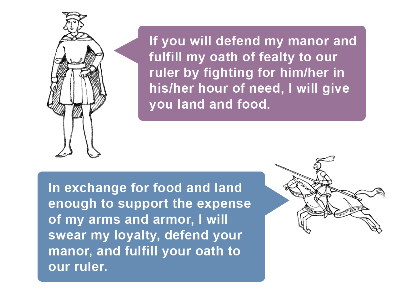 If you will defend my manor and
fulfill my oath of fealty to our
ruler by fighting for him/her in
his/her hour of need, I will give
you land and food.
In exchange for food and land
enough to support the expense
of my arms and armor, I will
swear my loyalty, defend your
manor, and fulfill your oath to
our ruler.